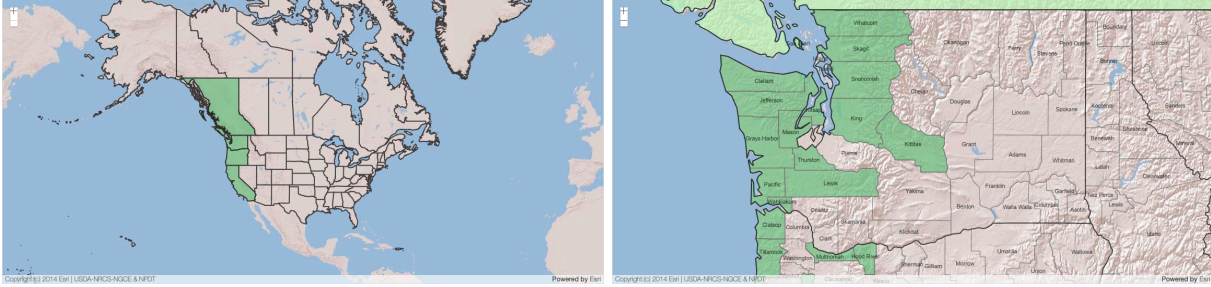 Copyright:(c) 2014 Esri | USDA-NRCS-NGCE & NPDT
Powered by Esri
Whatcom
Okanogan
Ferry
Stevens
Pend Oreille
Boundary
Lincoln
Skagit
Bonner
Clallam
Snohomish
Chelan
Jefferson
Douglas
Lincoln
Spokane
Kootenai
Sanders
King
Grays Harbor
Mason
Shoshone
Kittitas
Grant
Benewah
Mineral
Thurston
Pierce
Adams
Whitman
Latah
Clearwater
Pacific
Lewis
Yakima
Franklin
Garfield
Nez Perce
Wahkiakum
Cowlitz
Benton
Walla Walla
Columbia
Asotin
Lewis
Skamania
Clatsop
Columbia
Clark
Klickitat
Idaho
Tillamook
Washington
Multnomah
Hood River
Sherman
Gilliam
Morrow
Umatilla
Union
Wallowa
Copyright:(c) 2014 Esri | USDA-NRCS-NGCE & NPDT
Powered by Esri